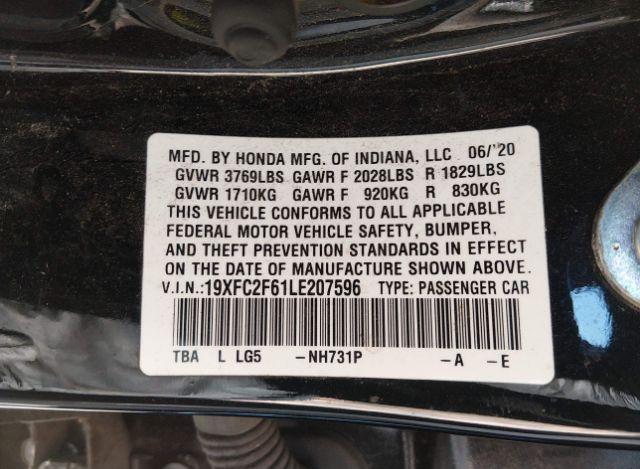 MFD. BY HONDA MFG. OF INDIANA, LLC 06/'20
GVWR 3769LBS GAWR F 2028LBS R 1829LBS
GVWR 1710KG GAWR F 920KG R 830KG
THIS VEHICLE CONFORMS TO ALL APPLICABLE
FEDERAL MOTOR VEHICLE SAFETY, BUMPER,
AND THEFT PREVENTION STANDARDS IN EFFECT
ON THE DATE OF MANUFACTURE SHOWN ABOVE.
V.I.N.:19XFC2F61LE207596 TYPE: PASSENGER CAR
TBA L LG5 -NH731P -A -E